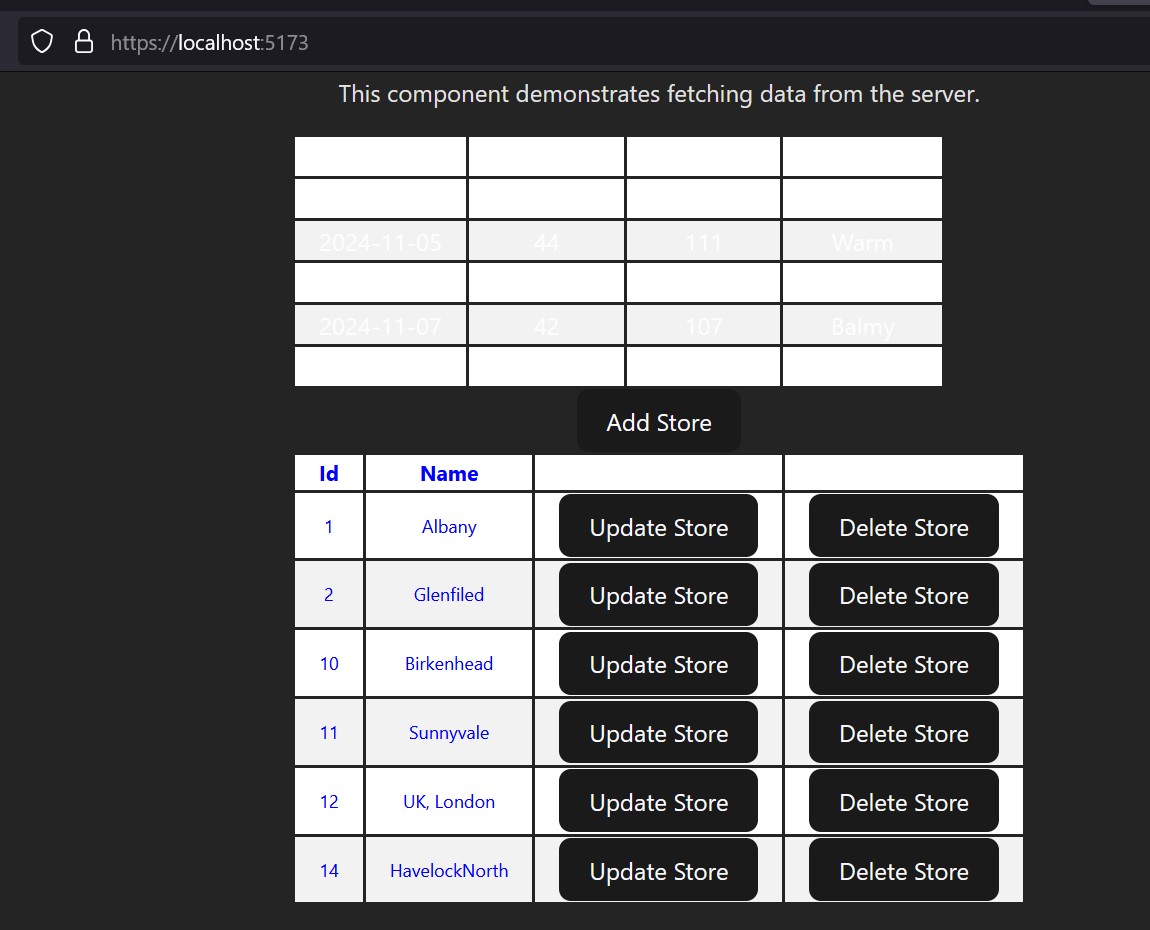 https://localhost:5173
This component demonstrates fetching data from the server.
2024-11-05 44 111 Warm
2024-11-07 42 107 Balmy
Add Store
Id Name
1 Albany Update Store Delete Store
2 Glenfiled Update Store Delete Store
10 Birkenhead Update Store Delete Store
11 Sunnyvale Update Store Delete Store
12 UK, London Update Store Delete Store
14 HavelockNorth Update Store Delete Store